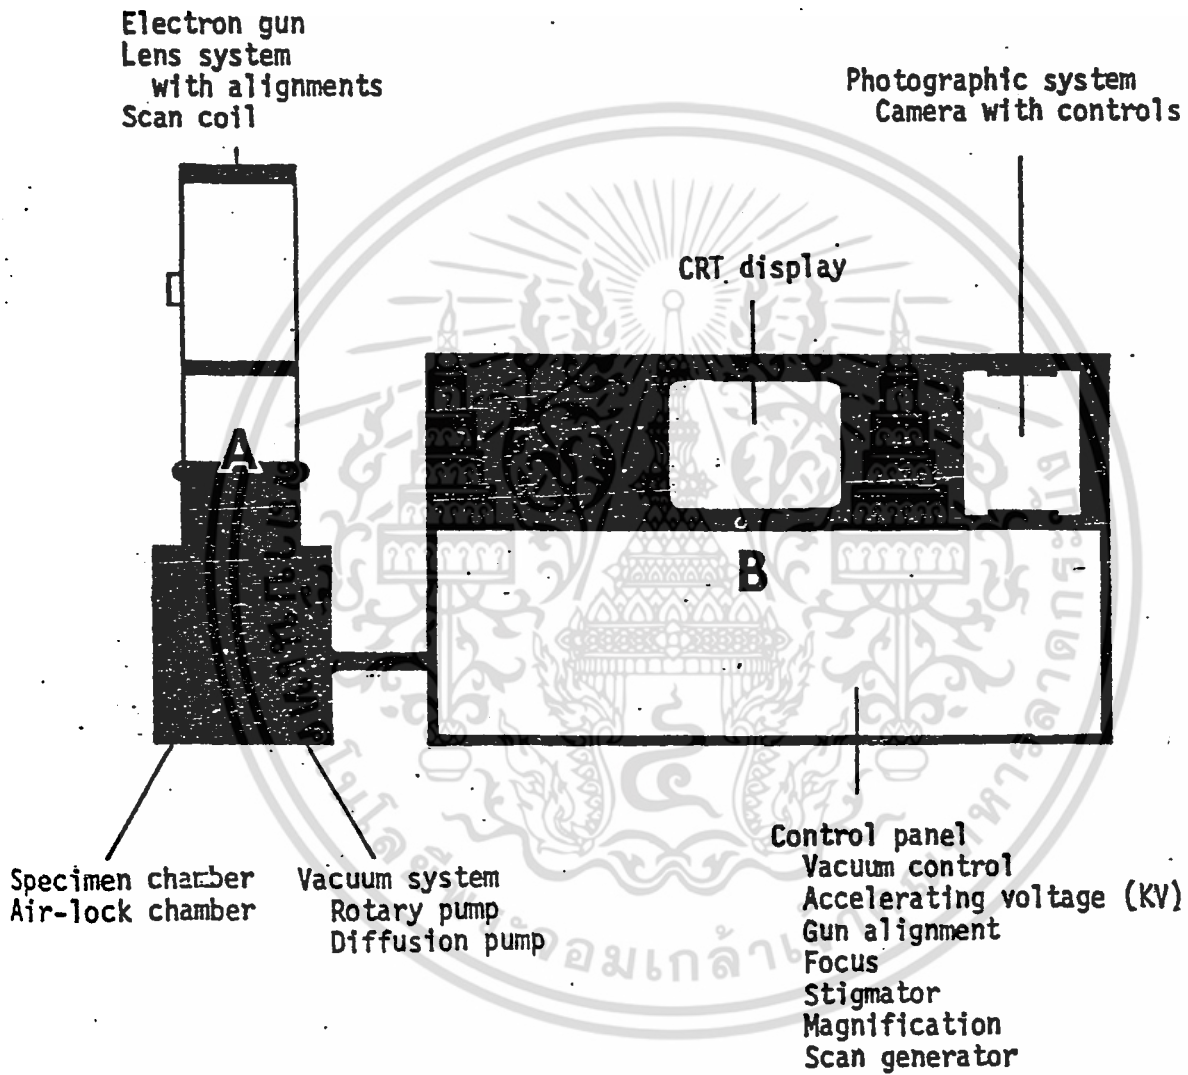 Electron gun
Lens system
with alignments
Scan coil
Photographic system
Camera with controls
CRT display
A
B
Specimen chamber
Air-lock chamber
Vacuum system
Rotary pump
Diffusion pump
Control panel
Vacuum control
Accelerating voltage (KV)
Gun alignment
Focus
Stigmator
Magnification
Scan generator